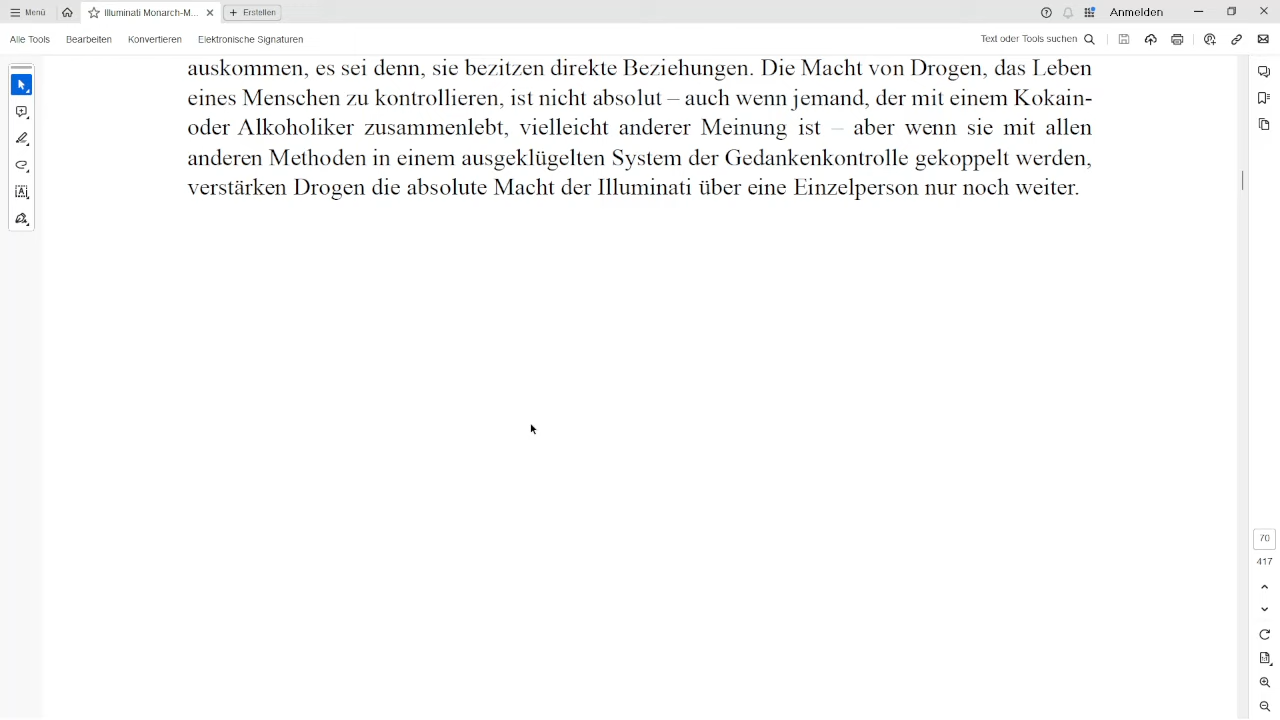 Menü
Illuminati Monarch-M...
Erstellen
Anmelden
Alle Tools
Bearbeiten
Konvertieren
Elektronische Signaturen
Text oder Tools suchen
auskommen, es sei denn, sie bezitzen direkte Beziehungen. Die Macht von Drogen, das Leben
eines Menschen zu kontrollieren, ist nicht absolut – auch wenn jemand, der mit einem Kokain-
oder Alkoholiker zusammenlebt, vielleicht anderer Meinung ist – aber wenn sie mit allen
anderen Methoden in einem ausgeklügelten System der Gedankenkontrolle gekoppelt werden,
verstärken Drogen die absolute Macht der Illuminati über eine Einzelperson nur noch weiter.
70
417